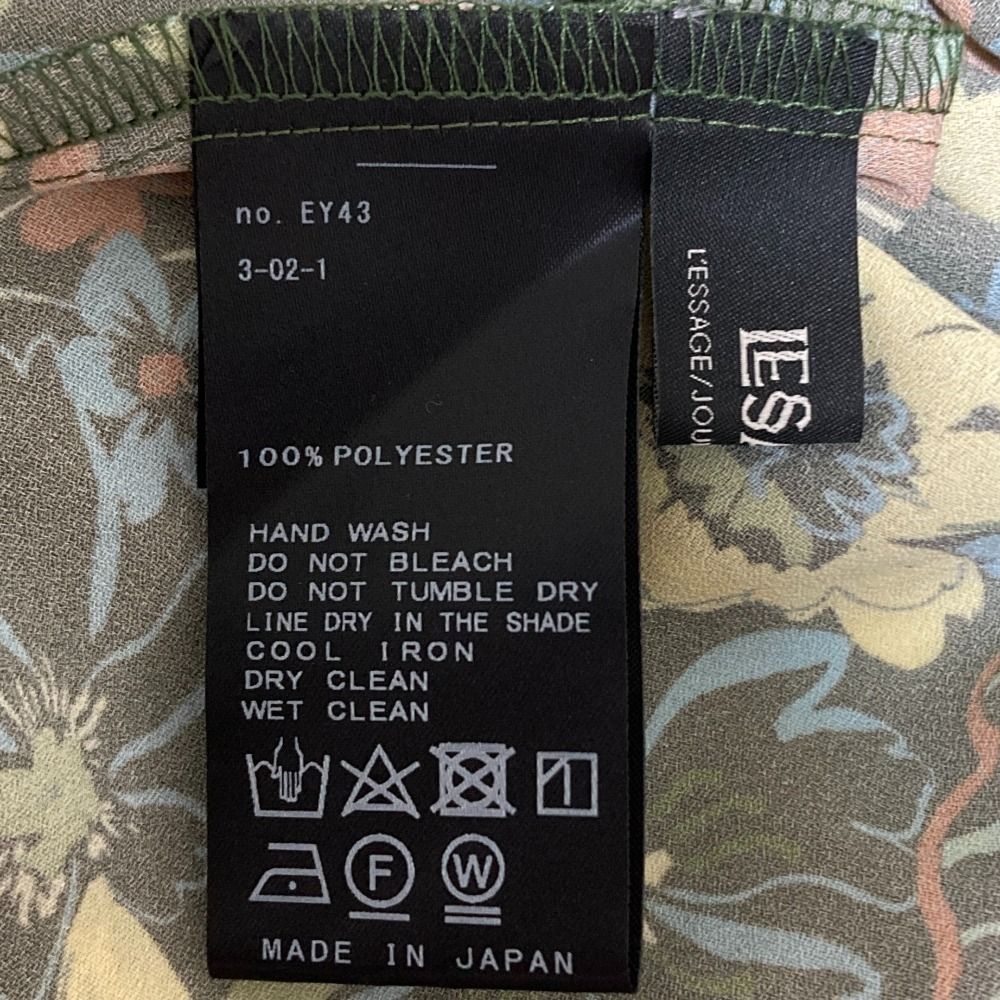 no. EY43
3-02-1
100% POLYESTER
HAND WASH
DO NOT BLEACH
DO NOT TUMBLE DRY
LINE DRY IN THE SHADE
COOL IRON
DRY CLEAN
WET CLEAN
F
W
MADE IN JAPAN
L'ESSAGE/JOU